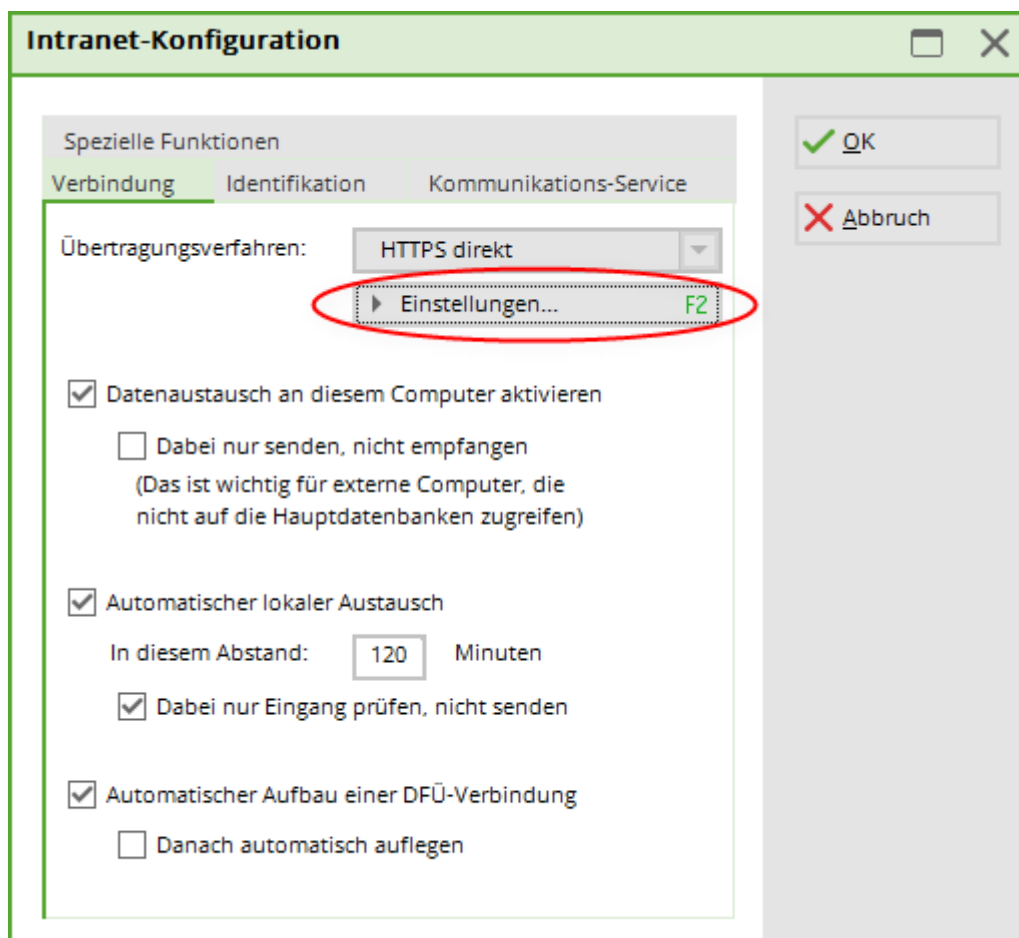 Intranet-Konfiguration
Spezielle Funktionen
Verbindung Identifikation Kommunikations-Service
Übertragungsverfahren: HTTPS direkt
Einstellungen... F2
Datenaustausch an diesem Computer aktivieren
Dabei nur senden, nicht empfangen
(Das ist wichtig für externe Computer, die
nicht auf die Hauptdatenbanken zugreifen)
Automatischer lokaler Austausch
In diesem Abstand: 120 Minuten
Dabei nur Eingang prüfen, nicht senden
Automatischer Aufbau einer DFÜ-Verbindung
Danach automatisch auflegen
OK
Abbruch